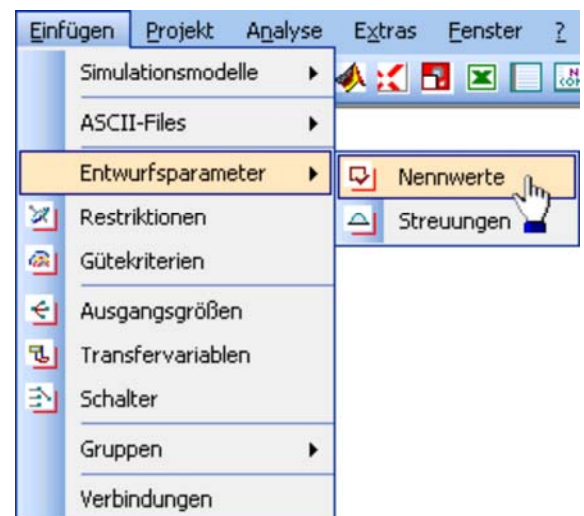 Einfügen Projekt Analyse Extras Fenster ?
Simulationsmodelle
ASCII-Files
Entwurfsparameter
Nennwerte
Restriktionen
Streuungen
Gütekriterien
Ausgangsgrößen
Transfervariablen
Schalter
Gruppen
Verbindungen